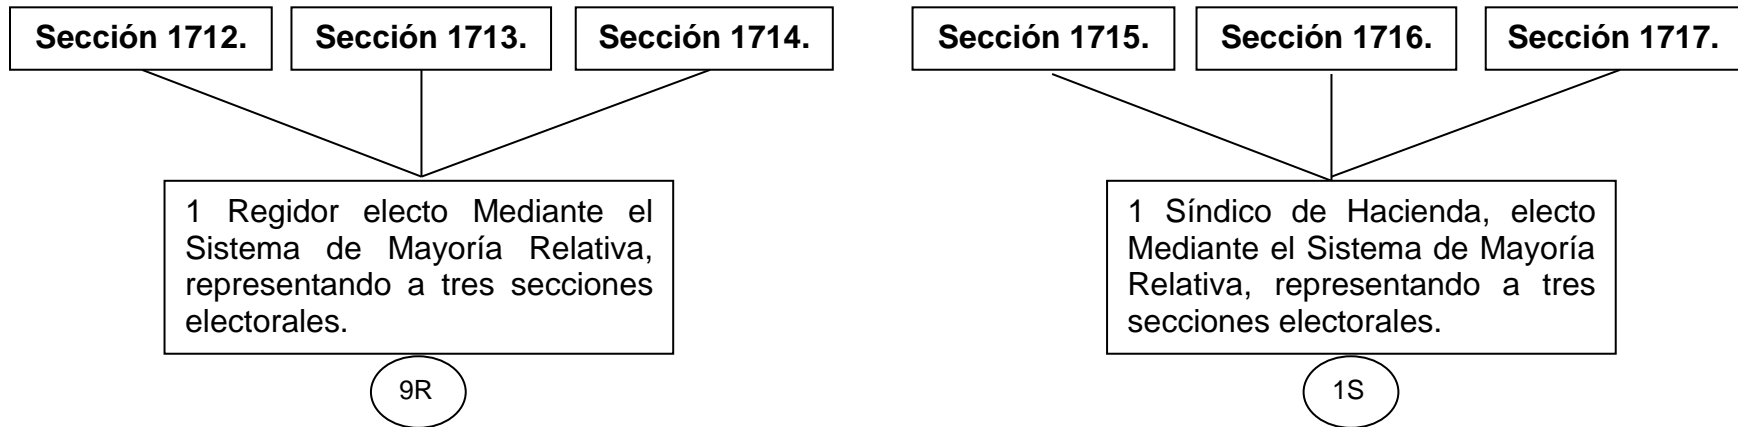 Sección 1712.
Sección 1713.
Sección 1714.
Sección 1715.
Sección 1716.
Sección 1717.
1 Regidor electo Mediante el
Sistema de Mayoría Relativa,
representando a tres secciones
electorales.
9R
1 Síndico de Hacienda, electo
Mediante el Sistema de Mayoría
Relativa, representando a tres
secciones electorales.
1S